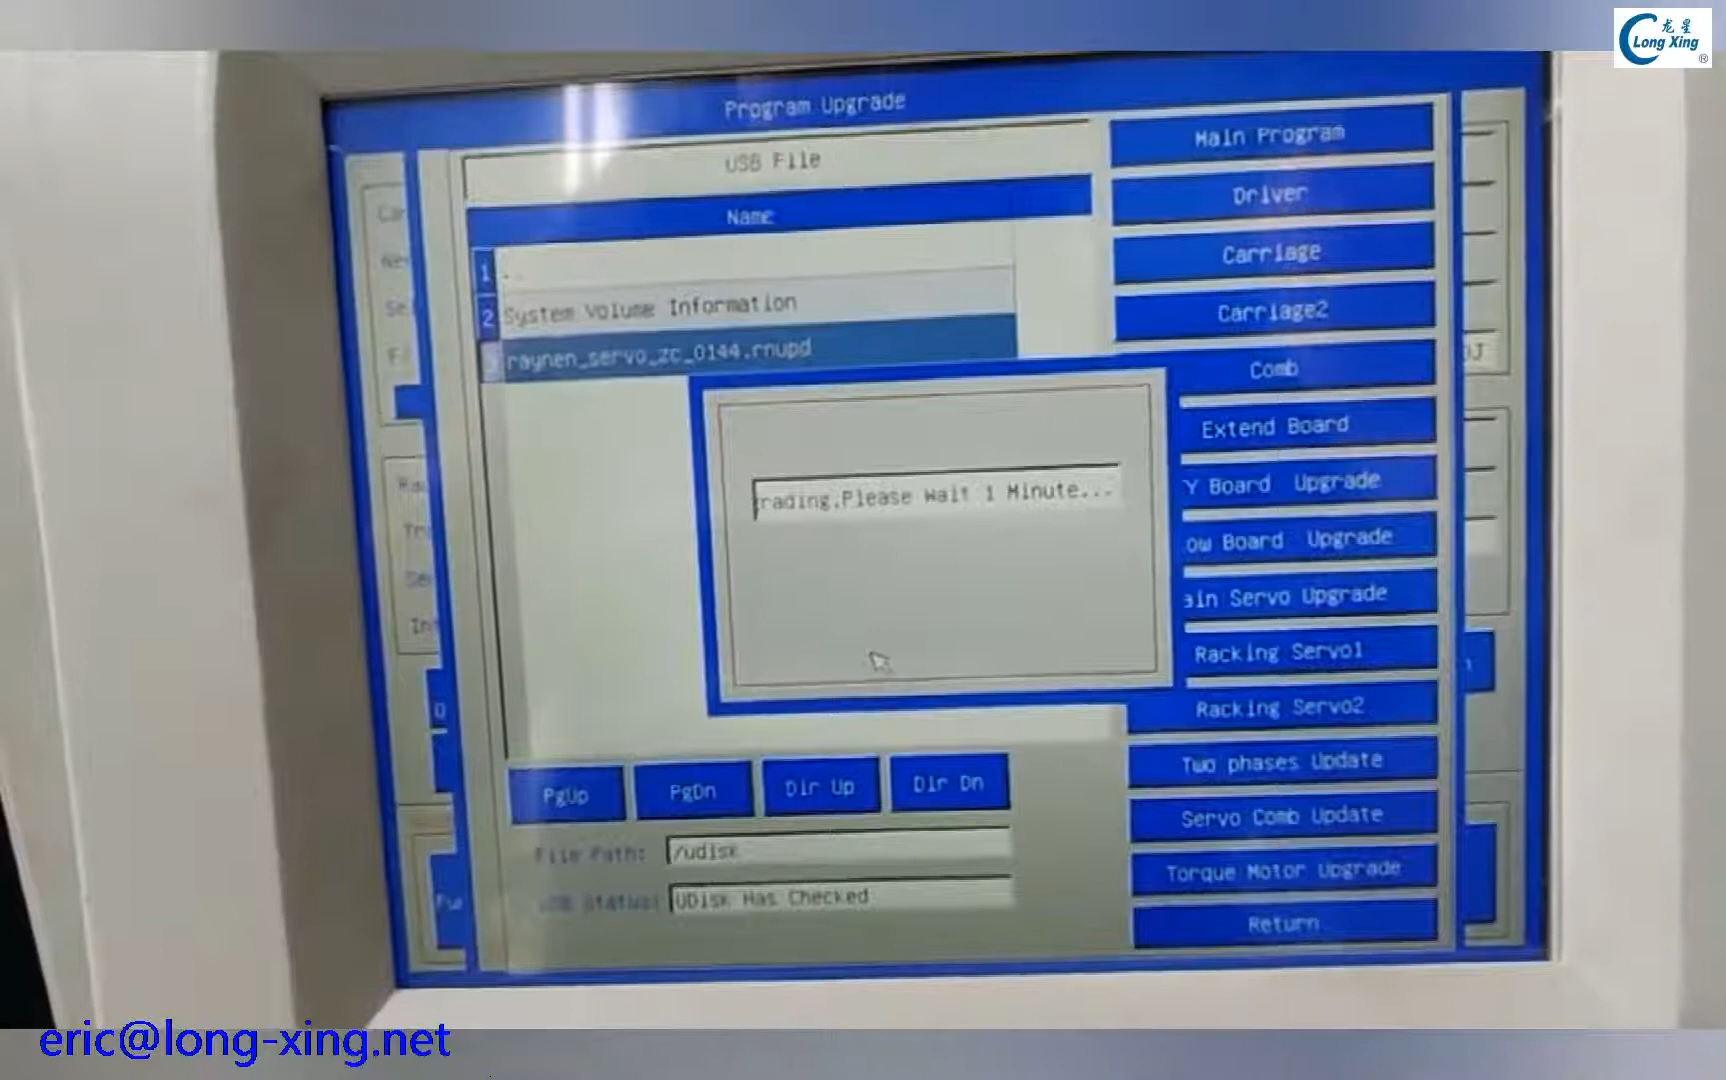 龙星
Long Xing
®
Program Upgrade
USB File
Name
1 ..
2 System Volume Information
raynen_servo_zc_0144.rnupd
rading.Please Wait 1 Minute...
Main Program
Driver
Carriage
Carriage2
Comb
Extend Board
Y Board Upgrade
ow Board Upgrade
ain Servo Upgrade
Racking Servo1
Racking Servo2
Two phases Update
Servo Comb Update
Torque Motor Upgrade
Return
PgUp
PgDn
Dir Up
Dir Dn
File Path: /udisk
USB Status: UDisk Has Checked
eric@long-xing.net